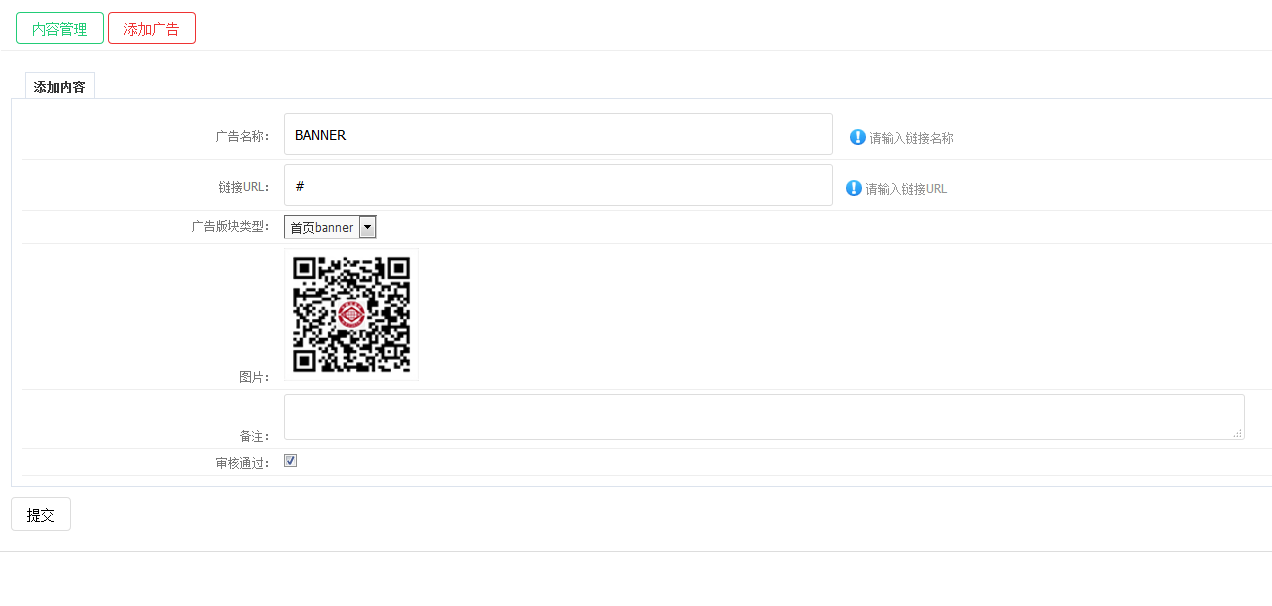 内容管理 添加广告
添加内容
广告名称： BANNER 请输入链接名称
链接URL： # 请输入链接URL
广告版块类型： 首页banner
图片：
备注：
审核通过：
提交